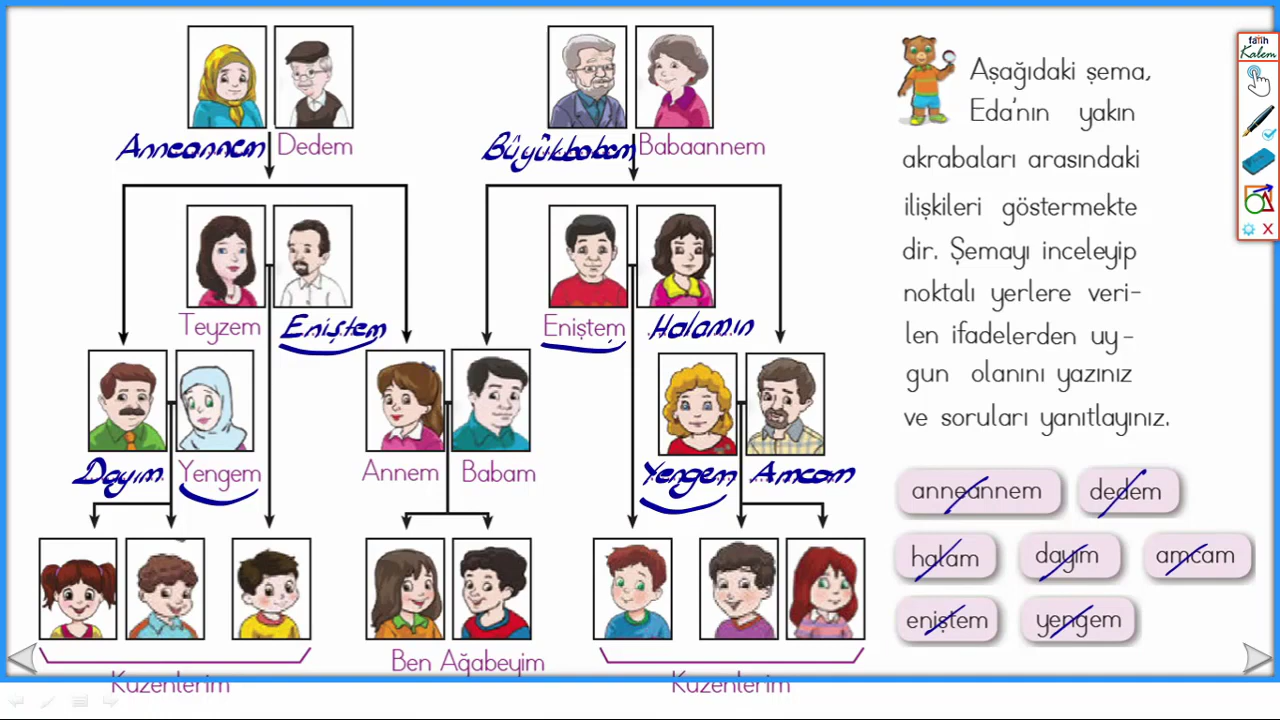 Anneannem Dedem
Büyükbabam Babaannem
Teyzem Eniştem
Eniştem Halamın
Dayım Yengem
Annem Babam
Yengem Amcam
Ben Ağabeyim
Kuzenlerim
Kuzenlerim
Aşağıdaki şema,
Eda'nın yakın
akrabaları arasındaki
ilişkileri göstermekte
dir. Şemayı inceleyip
noktalı yerlere veri-
len ifadelerden uy-
gun olanını yazınız
ve soruları yanıtlayınız.
anneannem dedem
halam dayım amcam
eniştem yengem
fatih
Kalem